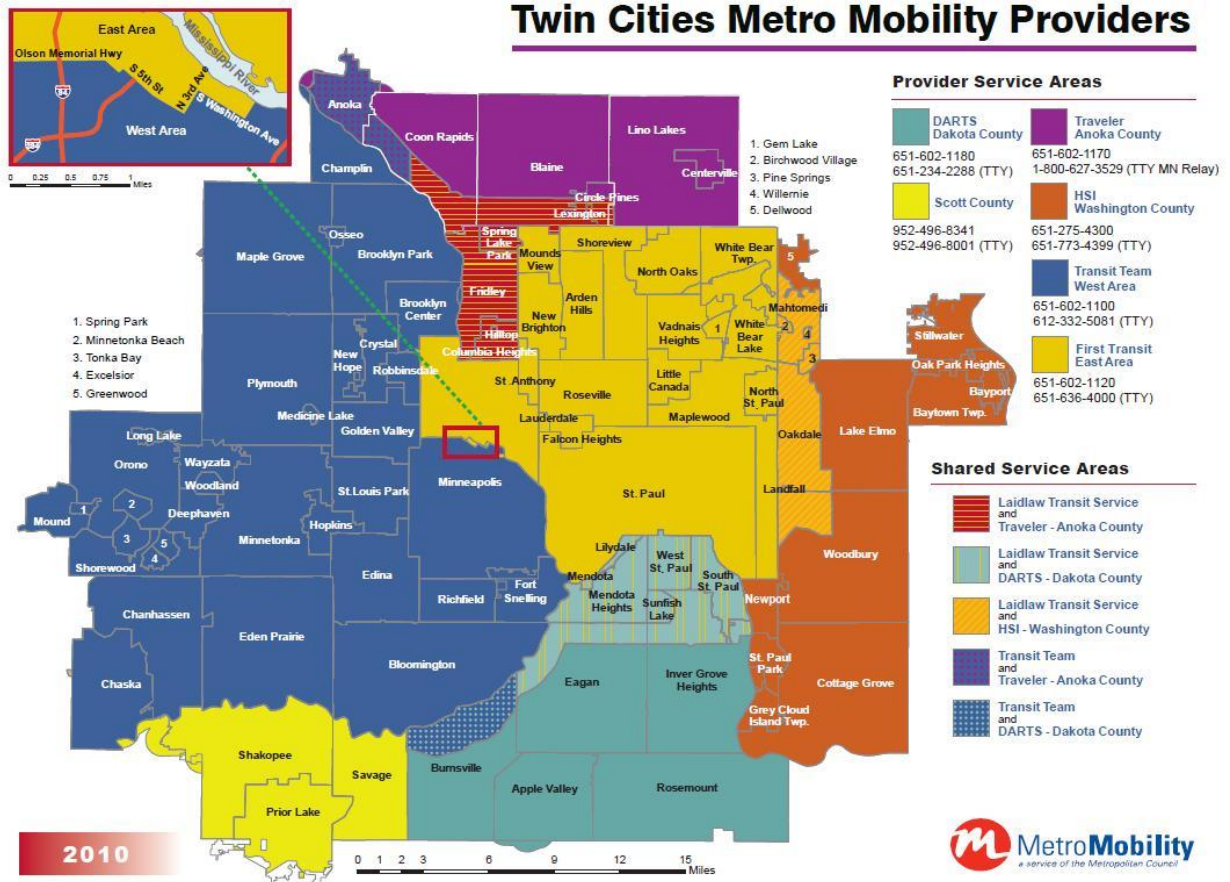 Twin Cities Metro Mobility Providers
East Area
Mississippi River
Olson Memorial Hwy
S 5th St
N 3rd Ave
S Washington Ave
94
394
West Area
0 0.25 0.5 0.75 1
Miles
Provider Service Areas
DARTS
Dakota County
651-602-1180
651-234-2288 (TTY)
Traveler
Anoka County
651-602-1170
1-800-627-3529 (TTY MN Relay)
Scott County
952-496-8341
952-496-8001 (TTY)
HSI
Washington County
651-275-4300
651-773-4399 (TTY)
Transit Team
West Area
651-602-1100
612-332-5081 (TTY)
First Transit
East Area
651-602-1120
651-636-4000 (TTY)
Shared Service Areas
Laidlaw Transit Service
and
Traveler - Anoka County
Laidlaw Transit Service
and
DARTS - Dakota County
Laidlaw Transit Service
and
HSI - Washington County
Transit Team
and
Traveler - Anoka County
Transit Team
and
DARTS - Dakota County
1. Gem Lake
2. Birchwood Village
3. Pine Springs
4. Willernie
5. Dellwood
1. Spring Park
2. Minnetonka Beach
3. Tonka Bay
4. Excelsior
5. Greenwood
Anoka
Coon Rapids
Blaine
Lino Lakes
Centerville
Circle Pines
Lexington
Champlin
Spring
Lake
Park
Mounds
View
Shoreview
White Bear
Twp.
5
Osseo
Maple Grove
Brooklyn Park
North Oaks
Fridley
Arden
Hills
Mahtomedi
Brooklyn
Center
New
Brighton
Vadnais
Heights
1
White
Bear
Lake
2
4
3
Hilltop
Columbia Heights
Stillwater
Oak Park Heights
Bayport
Baytown Twp.
Crystal
New
Hope
Robbinsdale
Plymouth
St. Anthony
Roseville
Little
Canada
North
St. Paul
Medicine Lake
Golden Valley
Lauderdale
Falcon Heights
Maplewood
Oakdale
Lake Elmo
Long Lake
Orono
Wayzata
Woodland
St.Louis Park
Minneapolis
St. Paul
Landfall
Mound
1
2
3
5
4
Deephaven
Minnetonka
Hopkins
Shorewood
Edina
Woodbury
Lilydale
West
St. Paul
South
St. Paul
Mendota
Mendota
Heights
Sunfish
Lake
Newport
Chanhassen
Eden Prairie
Richfield
Fort
Snelling
Bloomington
St. Paul
Park
Cottage Grove
Chaska
Eagan
Inver Grove
Heights
Grey Cloud
Island Twp.
Shakopee
Savage
Burnsville
Apple Valley
Rosemount
Prior Lake
2010
0 1 2 3 6 9 12 15
Miles
m
MetroMobility
a service of the Metropolitan Council